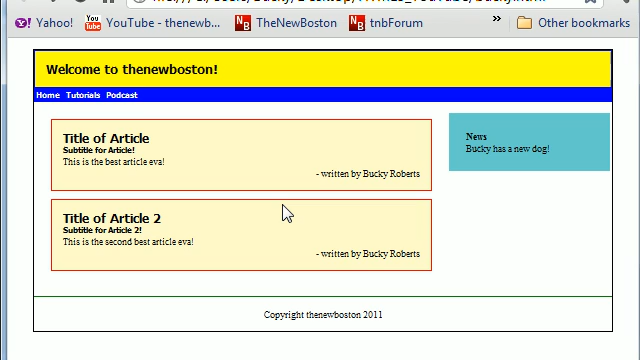 Yahoo! YouTube - thenewb... TheNewBoston tnbForum » Other bookmarks
Welcome to thenewboston!
Home Tutorials Podcast
Title of Article
Subtitle for Article!
This is the best article eva!
- written by Bucky Roberts
News
Bucky has a new dog!
Title of Article 2
Subtitle for Article 2!
This is the second best article eva!
- written by Bucky Roberts
Copyright thenewboston 2011